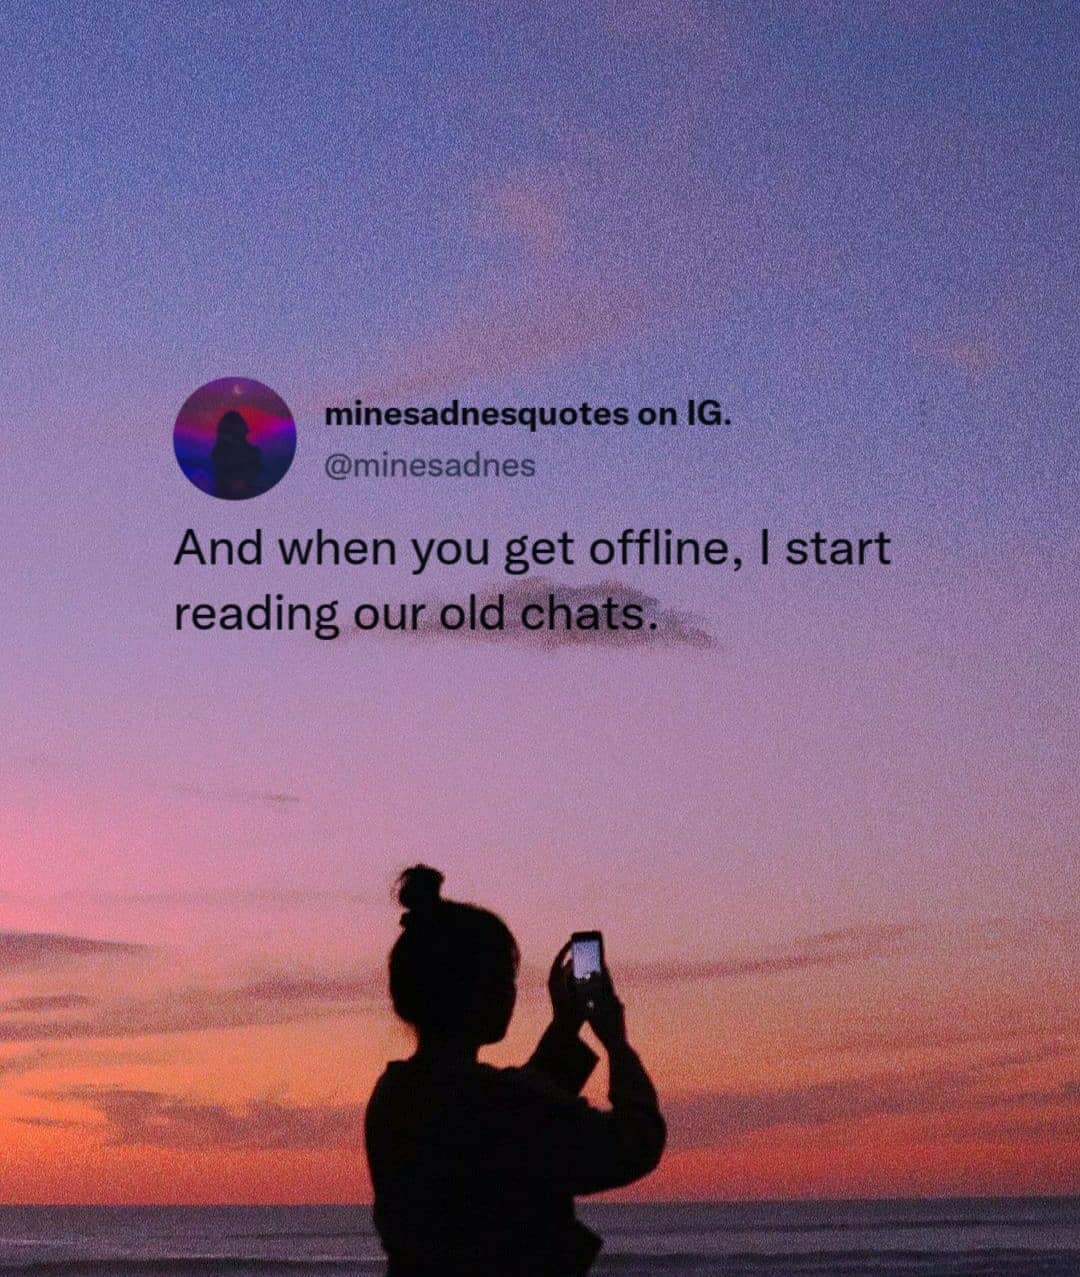 minesadnesquotes on IG.
@minesadnes
And when you get offline, I start
reading our old chats.